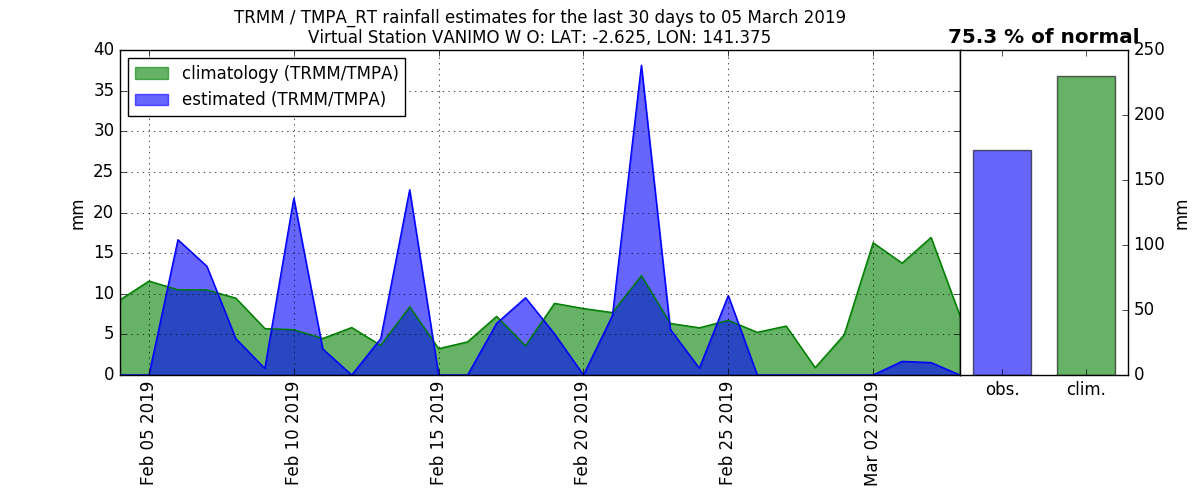 TRMM / TMPA_RT rainfall estimates for the last 30 days to 05 March 2019
Virtual Station VANIMO W O: LAT: -2.625, LON: 141.375
75.3 % of normal
climatology (TRMM/TMPA)
estimated (TRMM/TMPA)
40
35
30
25
20
15
10
5
0
mm
Feb 05 2019
Feb 10 2019
Feb 15 2019
Feb 20 2019
Feb 25 2019
Mar 02 2019
obs.
clim.
250
200
150
100
50
0
mm